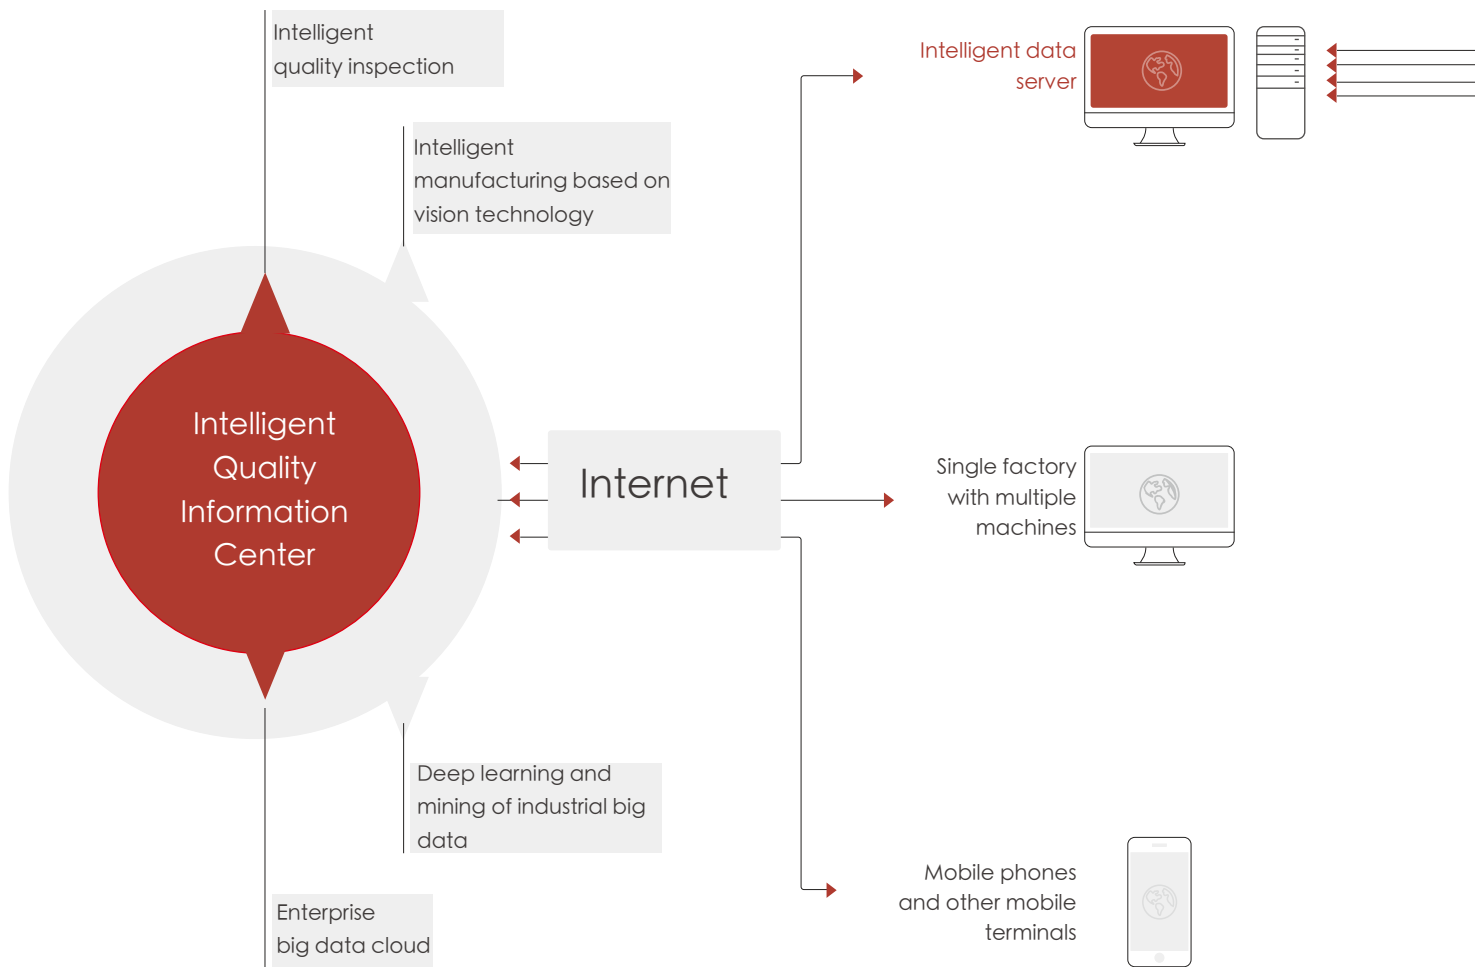 Intelligent
quality inspection
Intelligent
manufacturing based on
vision technology
Intelligent
Quality
Information
Center
Deep learning and
mining of industrial big
data
Enterprise
big data cloud
Internet
Intelligent data
server
Single factory
with multiple
machines
Mobile phones
and other mobile
terminals